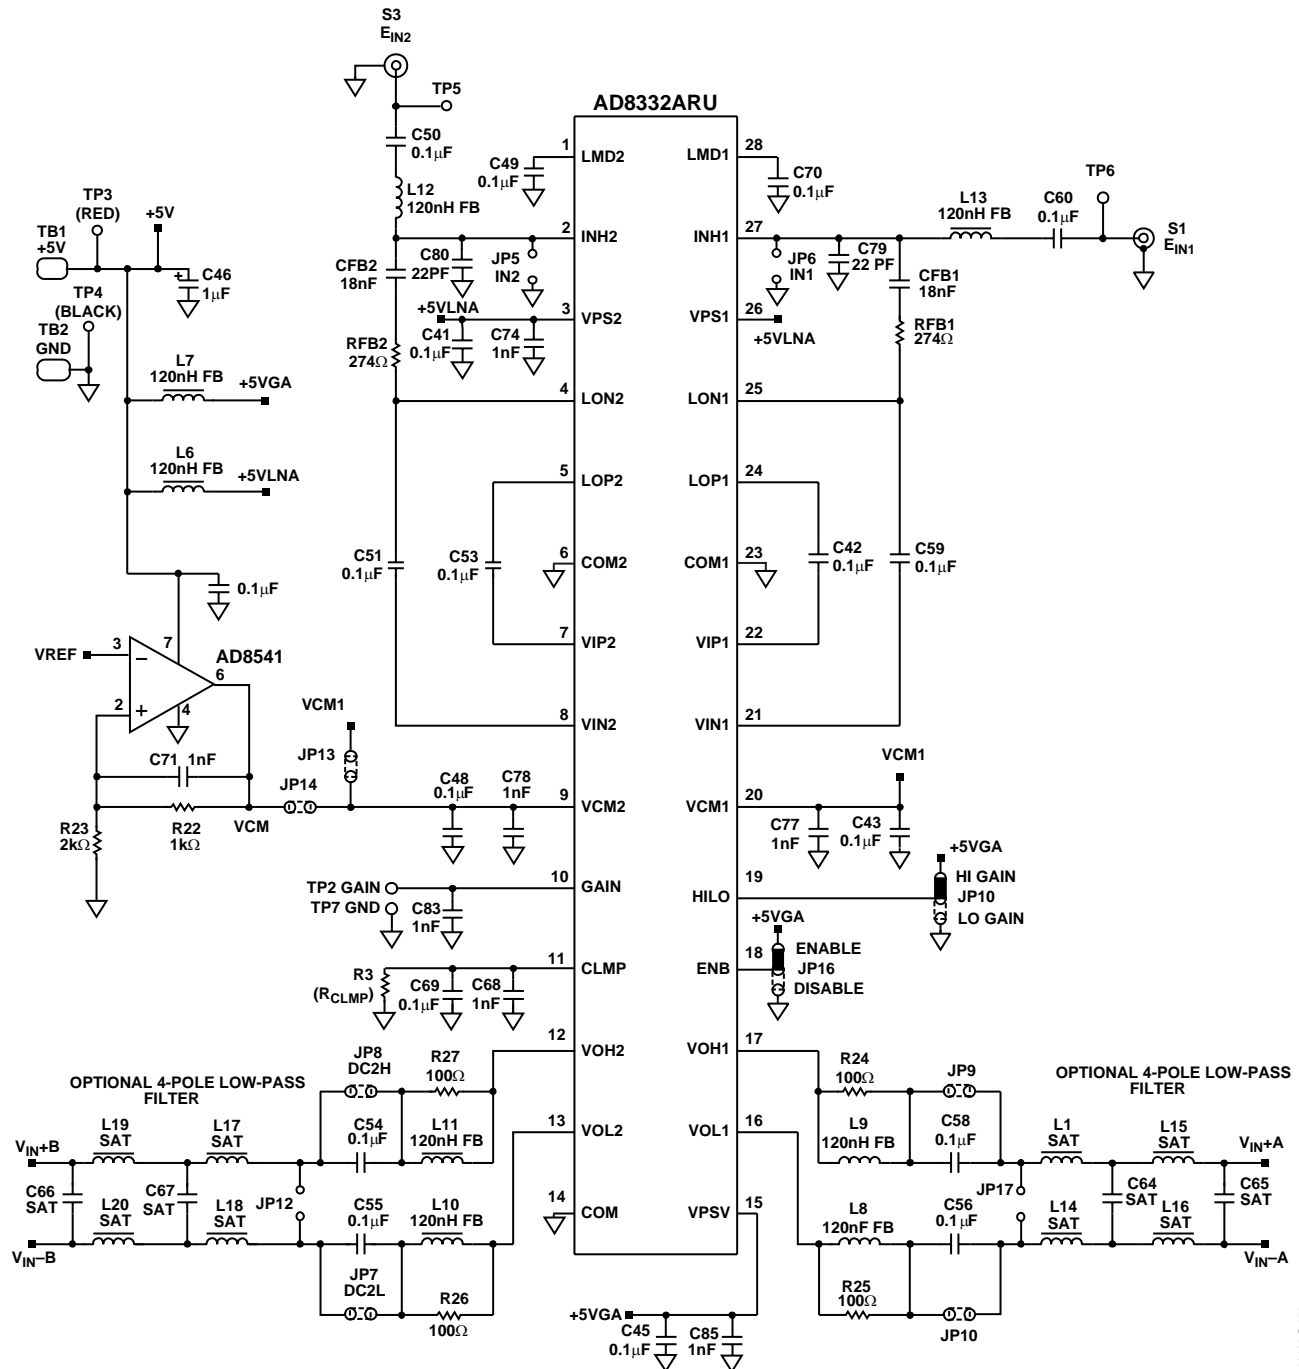 S3
E_IN2
TP5
AD8332ARU
C50
0.1µF
L12
120nH FB
C49
0.1µF
1
LMD2
LMD1
28
C70
0.1µF
TP3
(RED)
+5V
TB1
+5V
C46
1µF
+
TP4
(BLACK)
TB2
GND
2
INH2
INH1
27
L13
120nH FB
C60
0.1µF
TP6
S1
E_IN1
CFB2
18nF
C80
22PF
JP5
IN2
JP6
IN1
C79
22 PF
CFB1
18nF
+5VLNA
3
VPS2
VPS1
26
+5VLNA
RFB2
274Ω
C41
0.1µF
C74
1nF
RFB1
274Ω
L7
120nH FB
+5VGA
4
LON2
LON1
25
L6
120nH FB
+5VLNA
5
LOP2
LOP1
24
C51
0.1µF
C53
0.1µF
6
COM2
COM1
23
C42
0.1µF
C59
0.1µF
0.1µF
VREF
3
−
7
AD8541
6
2
+
4
7
VIP2
VIP1
22
8
VIN2
VIN1
21
C71
1nF
VCM1
JP13
JP14
C48
0.1µF
C78
1nF
9
VCM2
VCM1
20
VCM1
R23
2kΩ
R22
1kΩ
VCM
C77
1nF
C43
0.1µF
TP2 GAIN
TP7 GND
C83
1nF
10
GAIN
HILO
19
+5VGA
HI GAIN
JP10
LO GAIN
R3
(R_CLMP)
C69
0.1µF
C68
1nF
11
CLMP
ENB
18
+5VGA
ENABLE
JP16
DISABLE
12
VOH2
VOH1
17
JP8
DC2H
R27
100Ω
R24
100Ω
JP9
OPTIONAL 4-POLE LOW-PASS
FILTER
OPTIONAL 4-POLE LOW-PASS
FILTER
13
VOL2
VOL1
16
V_IN+B
L19
SAT
L17
SAT
C54
0.1µF
L11
120nH FB
L9
120nH FB
C58
0.1µF
L1
SAT
L15
SAT
V_IN+A
C66
SAT
C67
SAT
JP12
JP17
C64
SAT
C65
SAT
V_IN−B
L20
SAT
L18
SAT
C55
0.1µF
L10
120nH FB
14
COM
VPSV
15
L8
120nF FB
C56
0.1µF
L14
SAT
L16
SAT
V_IN−A
JP7
DC2L
R26
100Ω
R25
100Ω
JP10
+5VGA
C45
0.1µF
C85
1nF